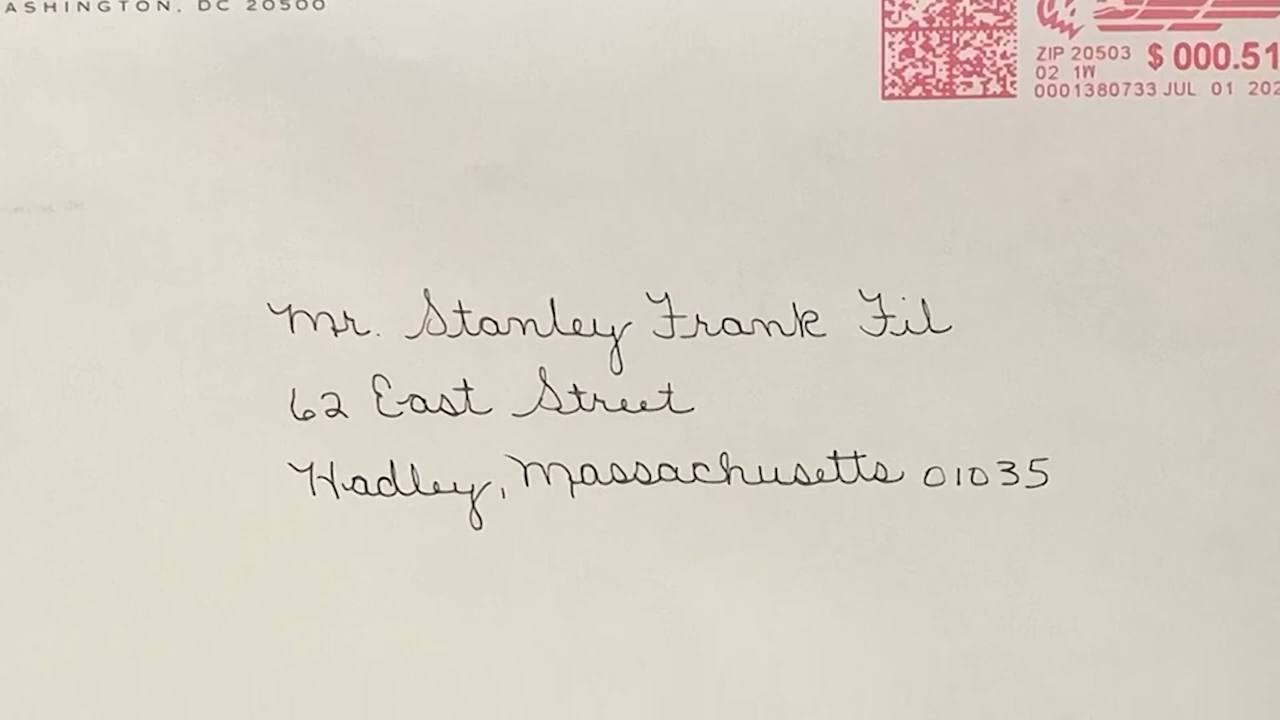 ASHINGTON, DC 20500
ZIP 20503 $ 000.51
02 1W
0001380733 JUL 01 202
Mr. Stanley Frank Fil
62 East Street
Hadley, Massachusetts 01035